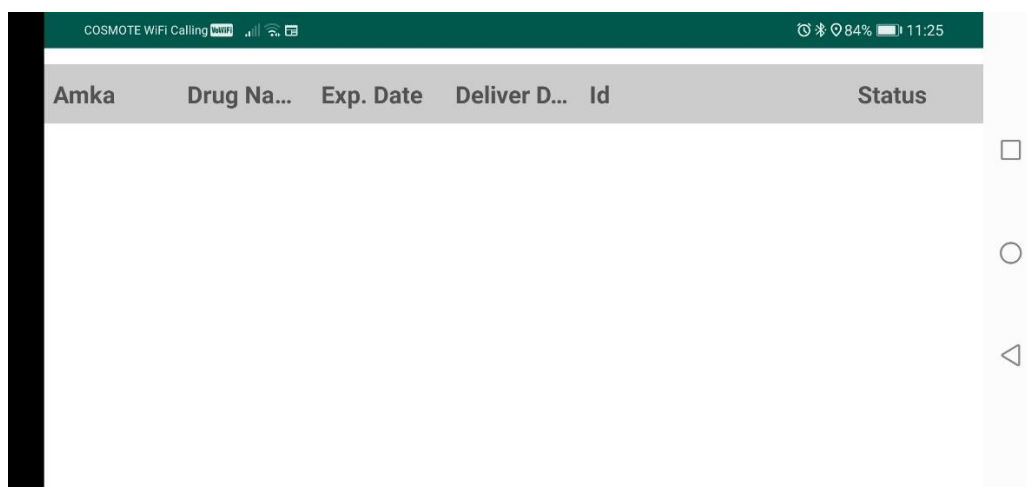 COSMOTE WiFi Calling VoWiFi 84% 11:25
Amka Drug Na... Exp. Date Deliver D... Id Status